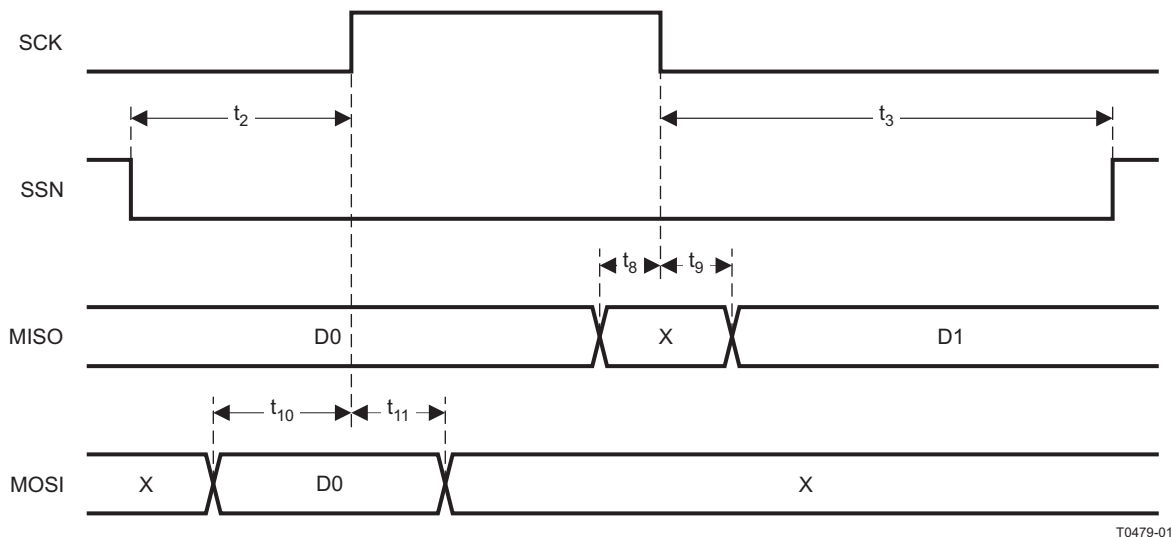 SCK
t2
t3
SSN
t8
t9
MISO
D0
X
D1
t10
t11
MOSI
X
D0
X
T0479-01